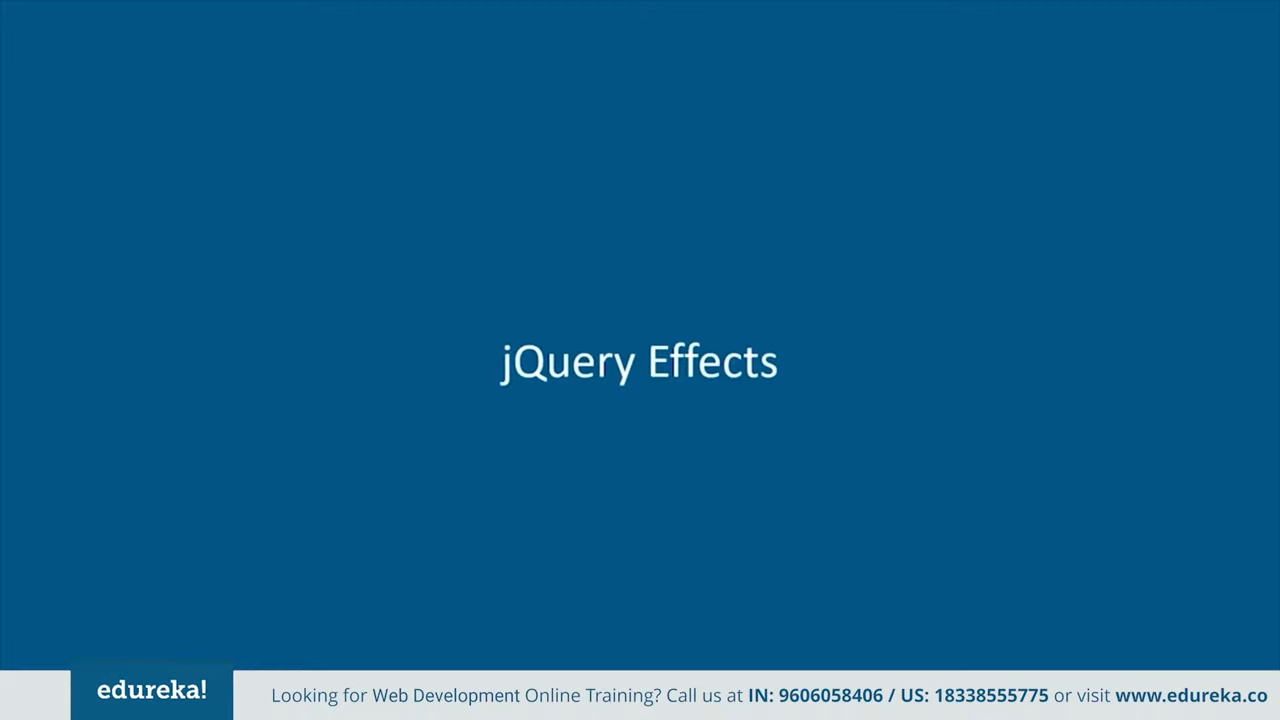 jQuery Effects
edureka!
Looking for Web Development Online Training? Call us at IN: 9606058406 / US: 18338555775 or visit www.edureka.co